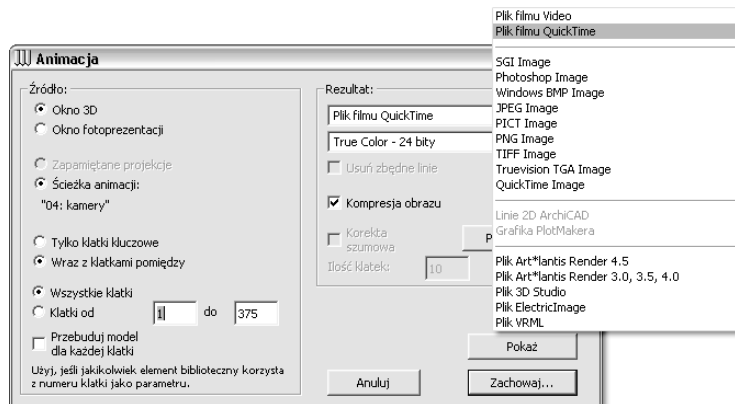 Animacja
Źródło:
Okno 3D
Okno fotoprezentacji
Zapamiętane projekcje
Ścieżka animacji:
"04: kamery"
Tylko klatki kluczowe
Wraz z klatkami pomiędzy
Wszystkie klatki
Klatki od 1 do 375
Przebuduj model
dla każdej klatki
Użyj, jeśli jakikolwiek element biblioteczny korzysta
z numeru klatki jako parametru.
Rezultat:
Plik filmu QuickTime
True Color - 24 bity
Usuń zbędne linie
Kompresja obrazu
Korekta
szumowa
P
Ilość klatek: 10
Pokaż
Anuluj
Zachowaj...
Plik filmu Video
Plik filmu QuickTime
SGI Image
Photoshop Image
Windows BMP Image
JPEG Image
PICT Image
PNG Image
TIFF Image
Truevision TGA Image
QuickTime Image
Linie 2D ArchiCAD
Grafika PlotMakera
Plik Art*lantis Render 4.5
Plik Art*lantis Render 3.0, 3.5, 4.0
Plik 3D Studio
Plik ElectricImage
Plik VRML